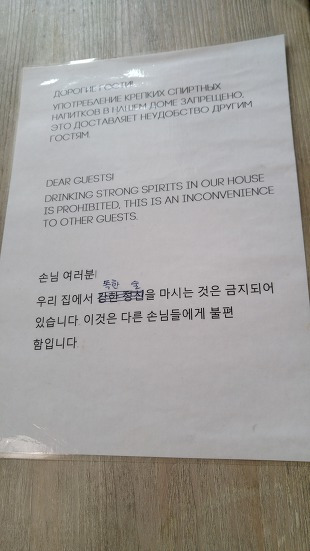 ДОРОГИЕ ГОСТИ!
УПОТРЕБЛЕНИЕ КРЕПКИХ СПИРТНЫХ
НАПИТКОВ В НАШЕМ ДОМЕ ЗАПРЕЩЕНО,
ЭТО ДОСТАВЛЯЕТ НЕУДОБСТВО ДРУГИМ
ГОСТЯМ.
DEAR GUESTS!
DRINKING STRONG SPIRITS IN OUR HOUSE
IS PROHIBITED, THIS IS AN INCONVENIENCE
TO OTHER GUESTS.
손님 여러분!
독한 술
우리 집에서 강한 정신을 마시는 것은 금지되어
있습니다. 이것은 다른 손님들에게 불편
함입니다